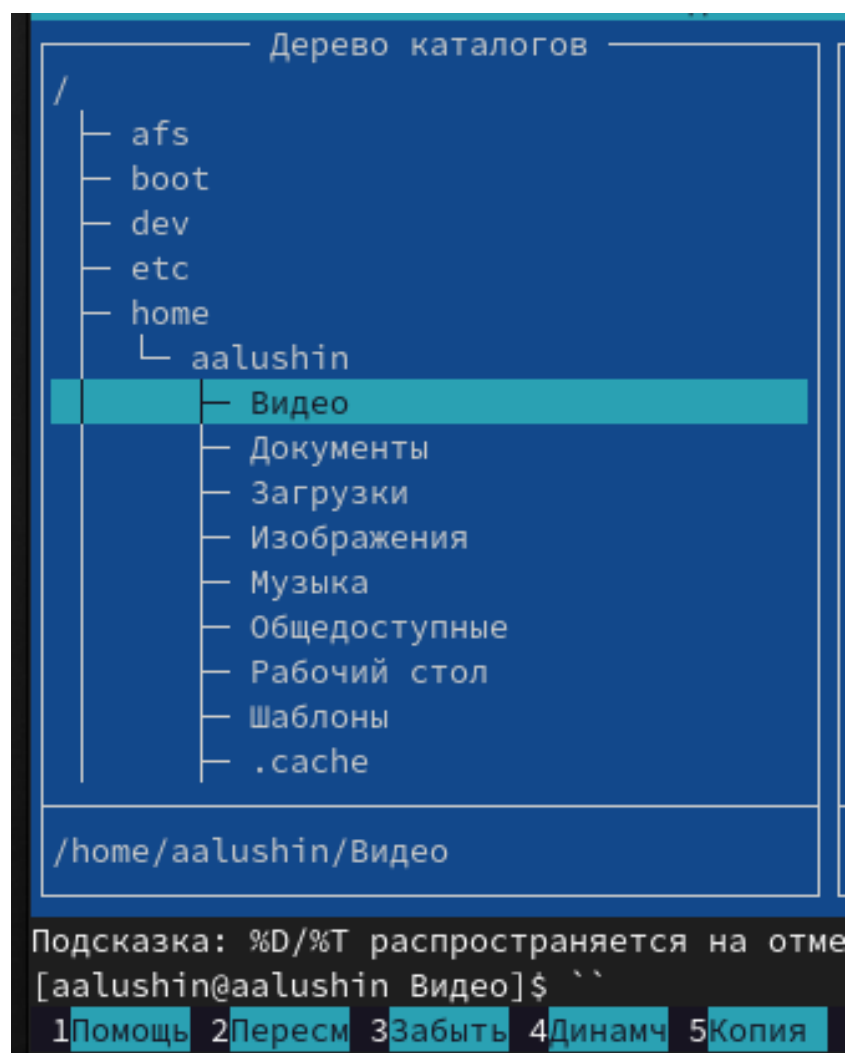 Дерево каталогов
/
afs
boot
dev
etc
home
aalushin
Видео
Документы
Загрузки
Изображения
Музыка
Общедоступные
Рабочий стол
Шаблоны
.cache
/home/aalushin/Видео
Подсказка: %D/%T распространяется на отме
[aalushin@aalushin Видео]$ ``
1Помощь 2Пересм 3Забыть 4Динамч 5Копия